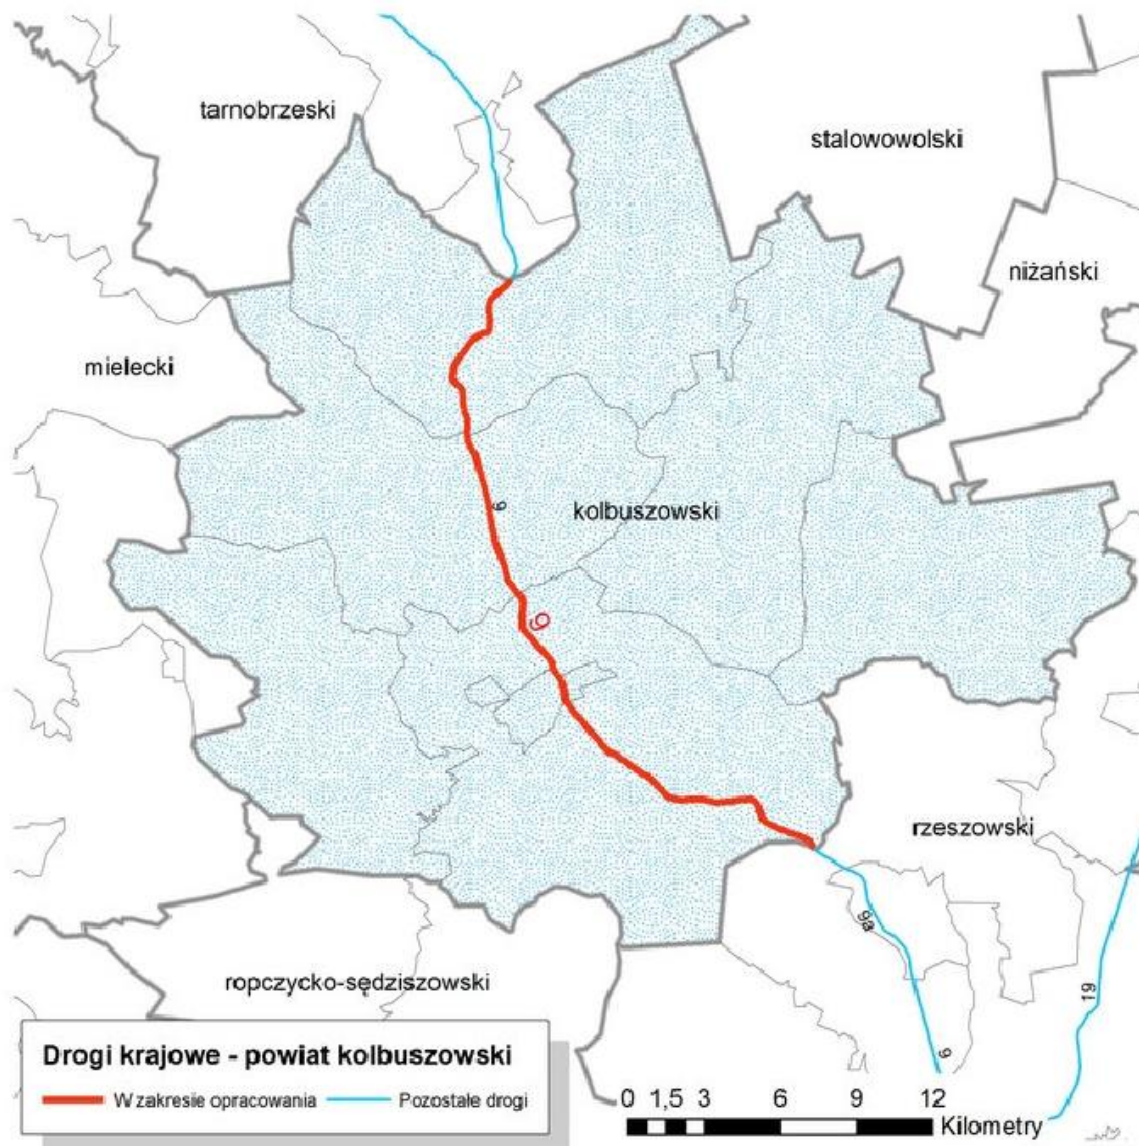 tarnobrzeski
stalowowolski
niżański
mielecki
9
kolbuszowski
9
rzeszowski
9a
ropczycko-sędziszowski
19
9
Drogi krajowe - powiat kolbuszowski
W zakresie opracowania
Pozostałe drogi
0 1,5 3 6 9 12
Kilometry